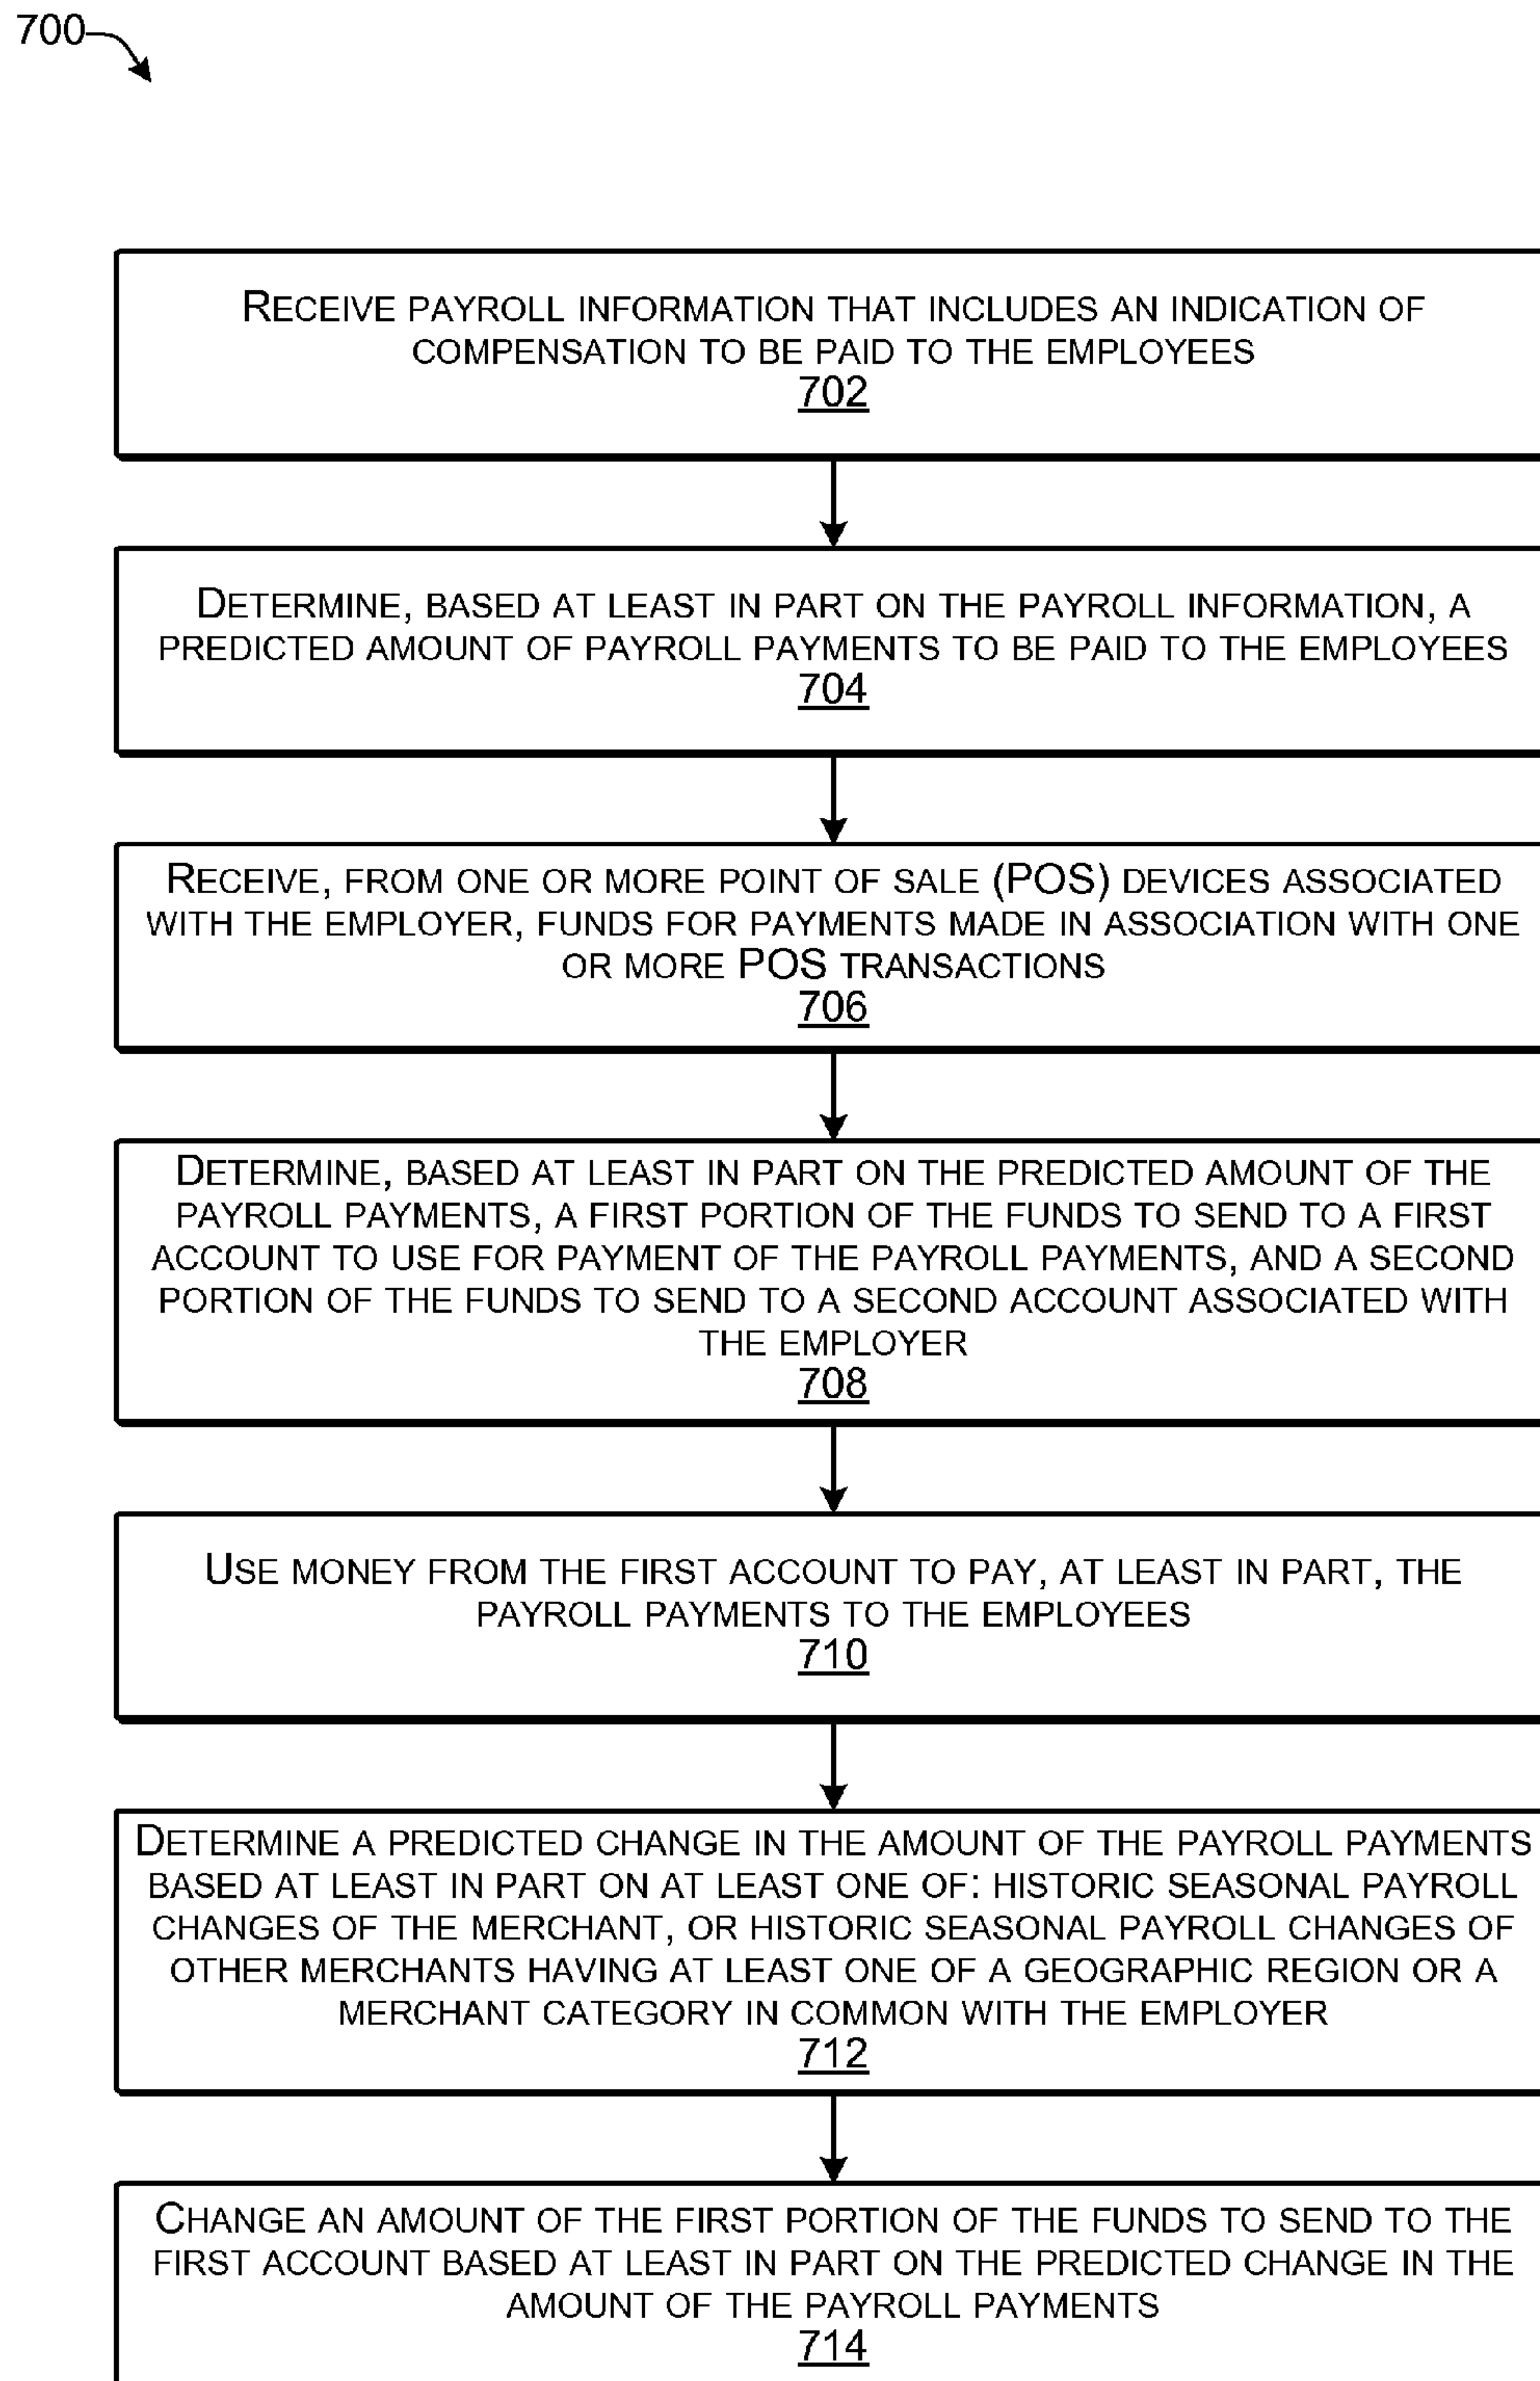 700
RECEIVE PAYROLL INFORMATION THAT INCLUDES AN INDICATION OF
COMPENSATION TO BE PAID TO THE EMPLOYEES
702
DETERMINE, BASED AT LEAST IN PART ON THE PAYROLL INFORMATION, A
PREDICTED AMOUNT OF PAYROLL PAYMENTS TO BE PAID TO THE EMPLOYEES
704
RECEIVE, FROM ONE OR MORE POINT OF SALE (POS) DEVICES ASSOCIATED
WITH THE EMPLOYER, FUNDS FOR PAYMENTS MADE IN ASSOCIATION WITH ONE
OR MORE POS TRANSACTIONS
706
DETERMINE, BASED AT LEAST IN PART ON THE PREDICTED AMOUNT OF THE
PAYROLL PAYMENTS, A FIRST PORTION OF THE FUNDS TO SEND TO A FIRST
ACCOUNT TO USE FOR PAYMENT OF THE PAYROLL PAYMENTS, AND A SECOND
PORTION OF THE FUNDS TO SEND TO A SECOND ACCOUNT ASSOCIATED WITH
THE EMPLOYER
708
USE MONEY FROM THE FIRST ACCOUNT TO PAY, AT LEAST IN PART, THE
PAYROLL PAYMENTS TO THE EMPLOYEES
710
DETERMINE A PREDICTED CHANGE IN THE AMOUNT OF THE PAYROLL PAYMENTS
BASED AT LEAST IN PART ON AT LEAST ONE OF: HISTORIC SEASONAL PAYROLL
CHANGES OF THE MERCHANT, OR HISTORIC SEASONAL PAYROLL CHANGES OF
OTHER MERCHANTS HAVING AT LEAST ONE OF A GEOGRAPHIC REGION OR A
MERCHANT CATEGORY IN COMMON WITH THE EMPLOYER
712
CHANGE AN AMOUNT OF THE FIRST PORTION OF THE FUNDS TO SEND TO THE
FIRST ACCOUNT BASED AT LEAST IN PART ON THE PREDICTED CHANGE IN THE
AMOUNT OF THE PAYROLL PAYMENTS
714